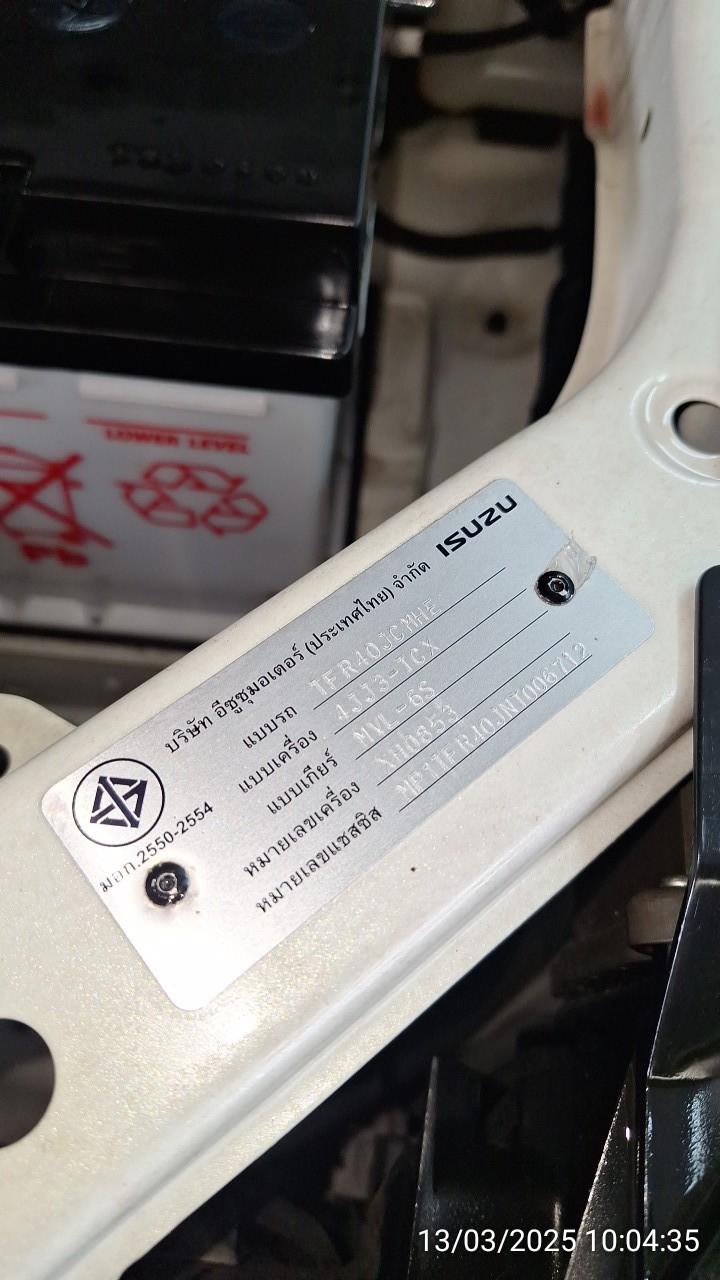 LOWER LEVEL
ISUZU
บริษัท อีซูซุมอเตอร์ (ประเทศไทย) จำกัด
แบบรถ TFR40JCMHE
แบบเครื่อง 4JJ3-TCX
แบบเกียร์ MVL-6S
หมายเลขเครื่อง XH0853
หมายเลขแชสซิส MP1TFR40JNT006712
มอก.2550-2554
13/03/2025 10:04:35